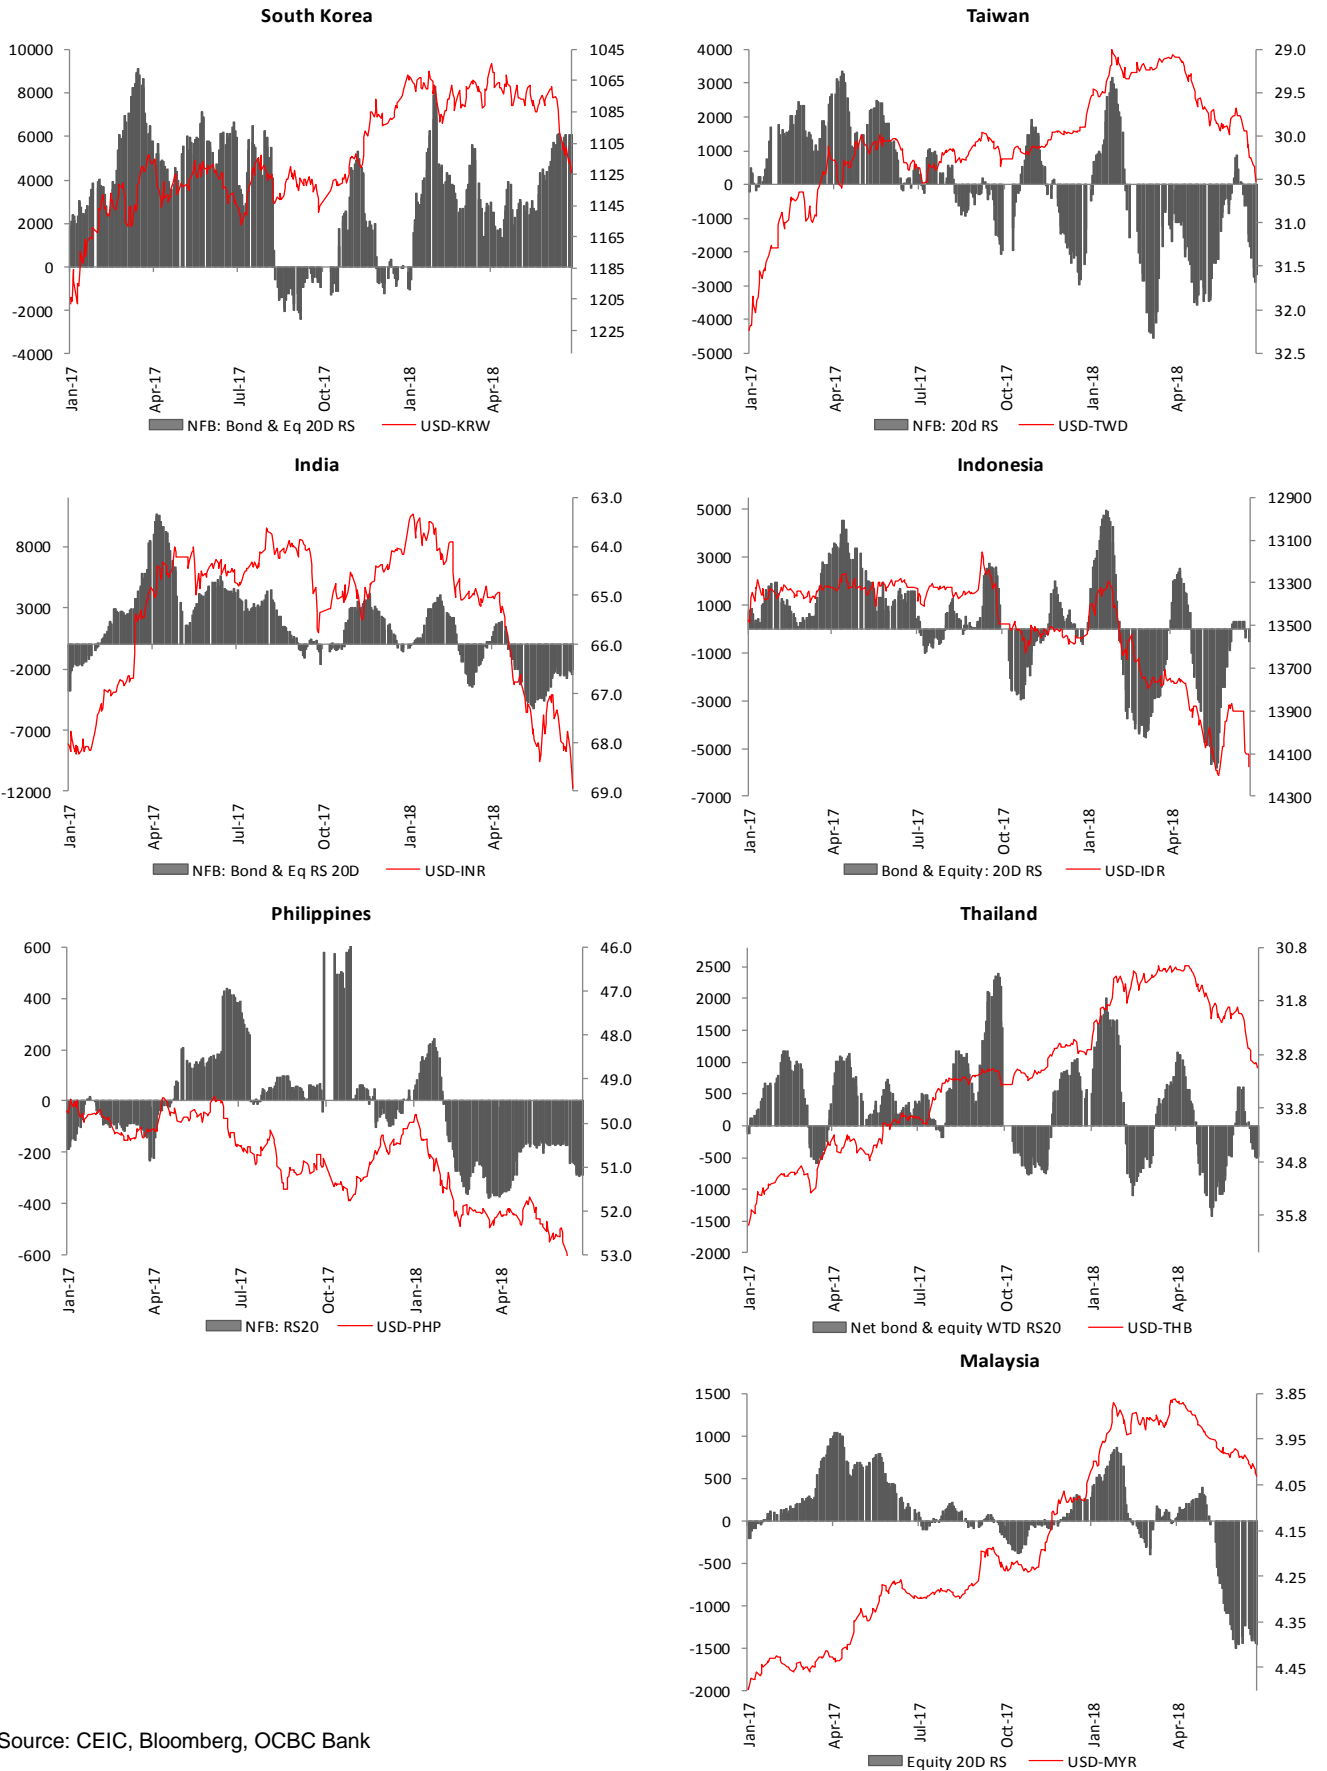 South Korea
10000
8000
6000
4000
2000
0
-2000
-4000
1045
1065
1085
1105
1125
1145
1165
1185
1205
1225
Jan-17
Apr-17
Jul-17
Oct-17
Jan-18
Apr-18
NFB: Bond & Eq 20D RS
USD-KRW
Taiwan
4000
3000
2000
1000
0
-1000
-2000
-3000
-4000
-5000
29.0
29.5
30.0
30.5
31.0
31.5
32.0
32.5
Jan-17
Apr-17
Jul-17
Oct-17
Jan-18
Apr-18
NFB: 20d RS
USD-TWD
India
8000
3000
-2000
-7000
-12000
63.0
64.0
65.0
66.0
67.0
68.0
69.0
Jan-17
Apr-17
Jul-17
Oct-17
Jan-18
Apr-18
NFB: Bond & Eq RS 20D
USD-INR
Indonesia
5000
3000
1000
-1000
-3000
-5000
-7000
12900
13100
13300
13500
13700
13900
14100
14300
Jan-17
Apr-17
Jul-17
Oct-17
Jan-18
Apr-18
Bond & Equity: 20D RS
USD-IDR
Philippines
600
400
200
0
-200
-400
-600
46.0
47.0
48.0
49.0
50.0
51.0
52.0
53.0
Jan-17
Apr-17
Jul-17
Oct-17
Jan-18
Apr-18
NFB: RS20
USD-PHP
Thailand
2500
2000
1500
1000
500
0
-500
-1000
-1500
-2000
30.8
31.8
32.8
33.8
34.8
35.8
Jan-17
Apr-17
Jul-17
Oct-17
Jan-18
Apr-18
Net bond & equity WTD RS20
USD-THB
Malaysia
1500
1000
500
0
-500
-1000
-1500
-2000
3.85
3.95
4.05
4.15
4.25
4.35
4.45
Jan-17
Apr-17
Jul-17
Oct-17
Jan-18
Apr-18
Equity 20D RS
USD-MYR
Source: CEIC, Bloomberg, OCBC Bank